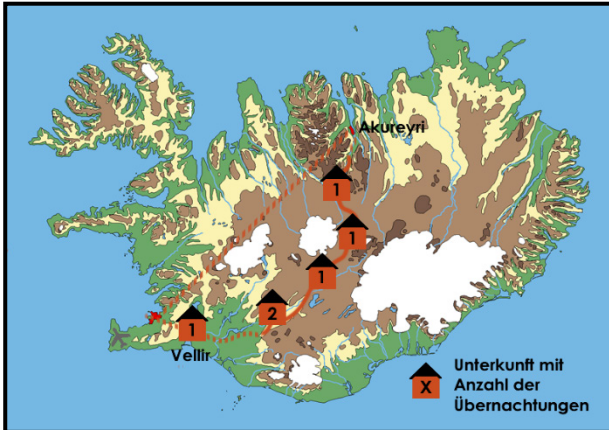 Akureyri
1
1
1
2
1
Vellir
X
Unterkunft mit
Anzahl der
Übernachtungen